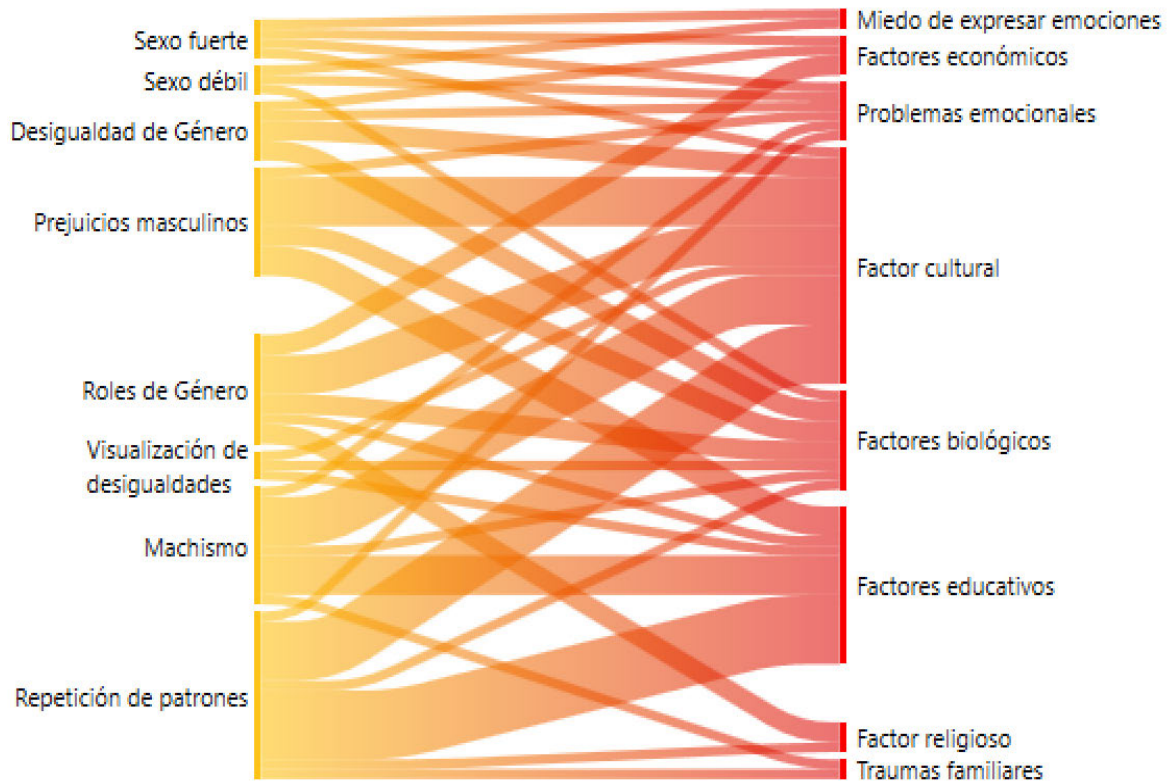 Sexo fuerte
Sexo débil
Desigualdad de Género
Prejuicios masculinos
Roles de Género
Visualización de
desigualdades
Machismo
Repetición de patrones
Miedo de expresar emociones
Factores económicos
Problemas emocionales
Factor cultural
Factores biológicos
Factores educativos
Factor religioso
Traumas familiares